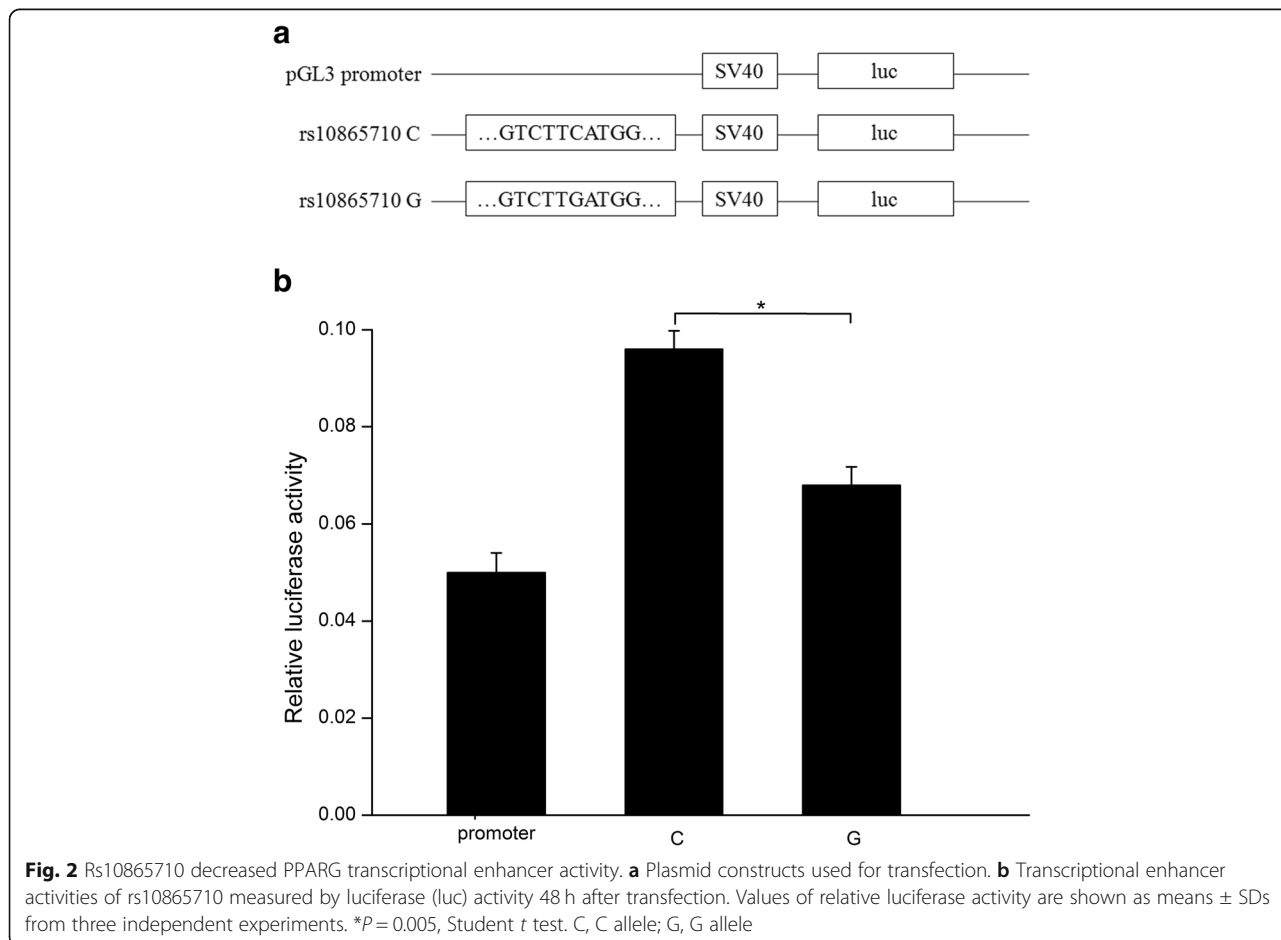 a
pGL3 promoter SV40 luc
rs10865710 C ...GTCTTCATGG... SV40 luc
rs10865710 G ...GTCTTGATGG... SV40 luc
b
*
0.10
0.08
0.06
0.04
0.02
0.00
Relative luciferase activity
promoter C G
Fig. 2 Rs10865710 decreased PPARG transcriptional enhancer activity. a Plasmid constructs used for transfection. b Transcriptional enhancer
activities of rs10865710 measured by luciferase (luc) activity 48 h after transfection. Values of relative luciferase activity are shown as means ± SDs
from three independent experiments. *P = 0.005, Student t test. C, C allele; G, G allele